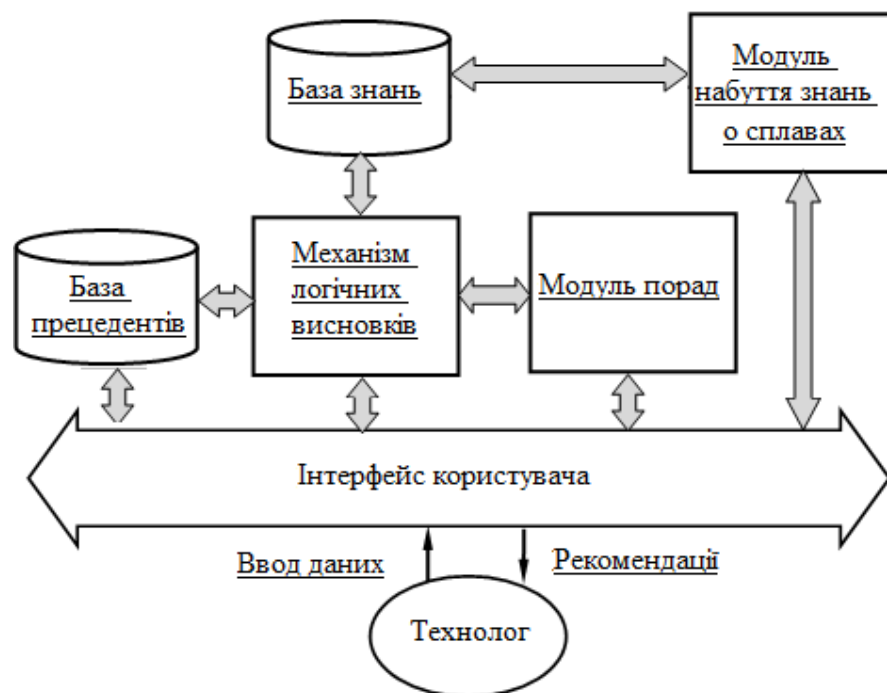 База знань
Модуль
набуття знань
о сплавах
База
прецедентів
Механізм
логічних
висновків
Модуль порад
Інтерфейс користувача
Ввод даних
Рекомендації
Технолог